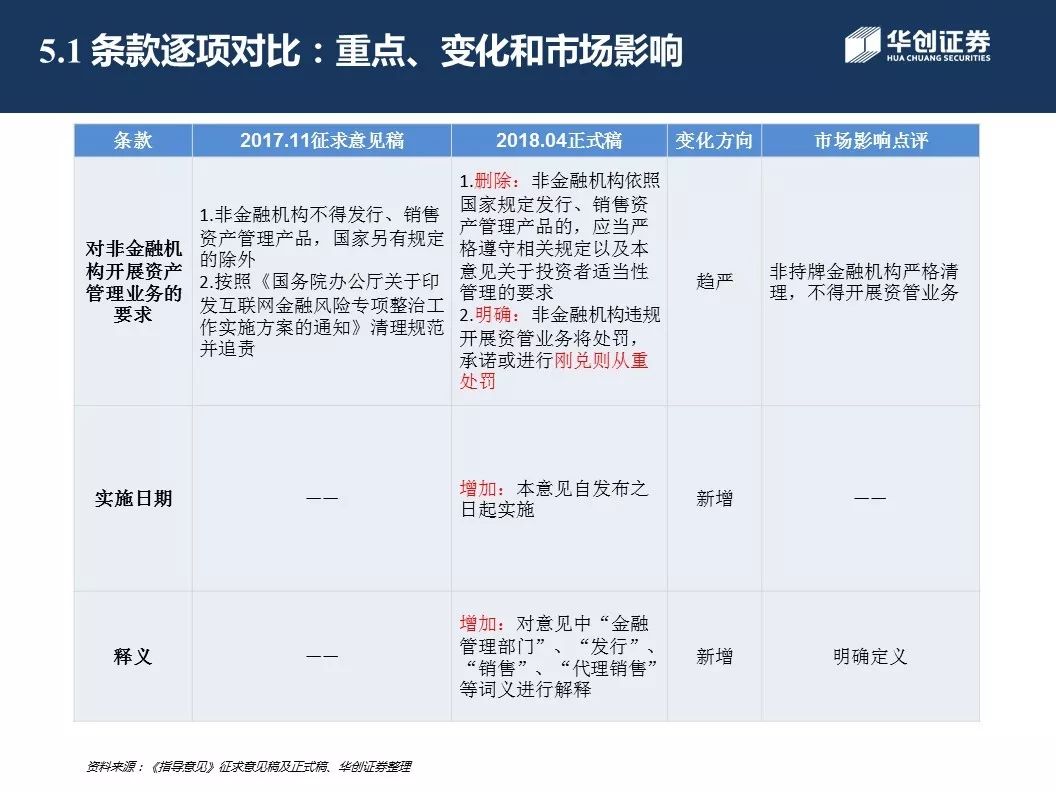 5.1 条款逐项对比：重点、变化和市场影响
华创证券
HUA CHUANG SECURITIES
条款
2017.11征求意见稿
2018.04正式稿
变化方向
市场影响点评
对非金融机
构开展资产
管理业务的
要求
1.非金融机构不得发行、销售
资产管理产品，国家另有规定
的除外
2.按照《国务院办公厅关于印
发互联网金融风险专项整治工
作实施方案的通知》清理规范
并追责
1.删除：非金融机构依照
国家规定发行、销售资
产管理产品的，应当严
格遵守相关规定以及本
意见关于投资者适当性
管理的要求
2.明确：非金融机构违规
开展资管业务将处罚，
承诺或进行刚兑则从重
处罚
趋严
非持牌金融机构严格清
理，不得开展资管业务
实施日期
——
增加：本意见自发布之
日起实施
新增
——
释义
——
增加：对意见中“金融
管理部门”、“发行”、
“销售”、“代理销售”
等词义进行解释
新增
明确定义
资料来源：《指导意见》征求意见稿及正式稿、华创证券整理